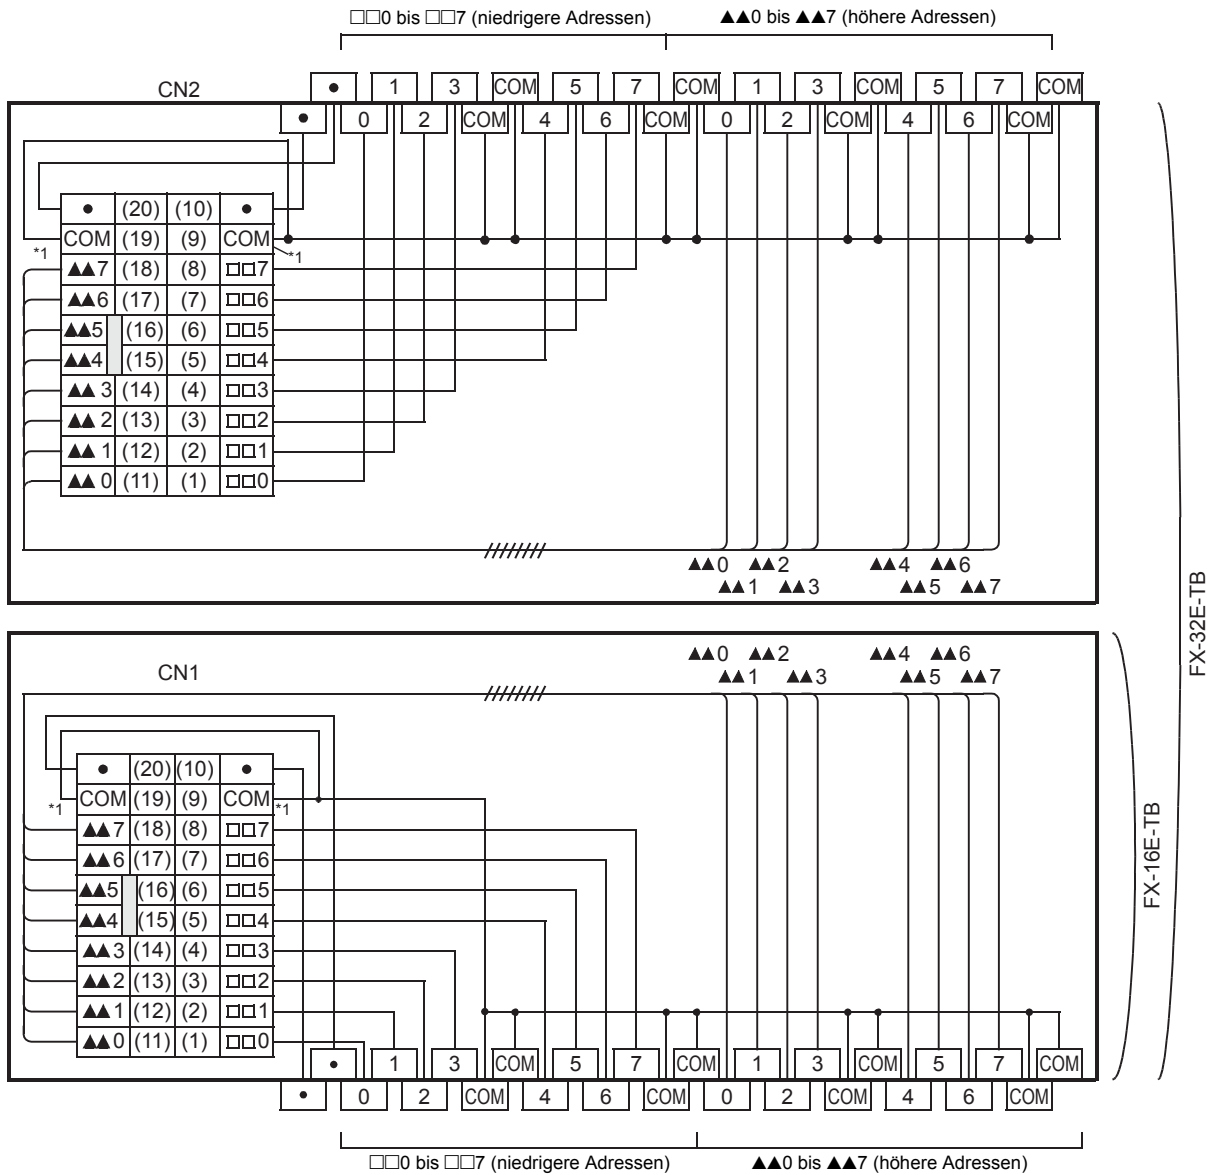 □□0 bis □□7 (niedrigere Adressen) ▲▲0 bis ▲▲7 (höhere Adressen)
CN2
• 1 3 COM 5 7 COM 1 3 COM 5 7 COM
• 0 2 COM 4 6 COM 0 2 COM 4 6 COM
• (20) (10) •
COM (19) (9) COM
*1 *1
▲▲7 (18) (8) □□7
▲▲6 (17) (7) □□6
▲▲5 (16) (6) □□5
▲▲4 (15) (5) □□4
▲▲ 3 (14) (4) □□3
▲▲ 2 (13) (3) □□2
▲▲ 1 (12) (2) □□1
▲▲ 0 (11) (1) □□0
▲▲0 ▲▲2 ▲▲4 ▲▲6
▲▲1 ▲▲3 ▲▲5 ▲▲7
FX-32E-TB
CN1
▲▲0 ▲▲2 ▲▲4 ▲▲6
▲▲1 ▲▲3 ▲▲5 ▲▲7
• (20) (10) •
COM (19) (9) COM
*1 *1
▲▲7 (18) (8) □□7
▲▲6 (17) (7) □□6
▲▲5 (16) (6) □□5
▲▲4 (15) (5) □□4
▲▲3 (14) (4) □□3
▲▲2 (13) (3) □□2
▲▲1 (12) (2) □□1
▲▲0 (11) (1) □□0
FX-16E-TB
• 1 3 COM 5 7 COM 1 3 COM 5 7 COM
• 0 2 COM 4 6 COM 0 2 COM 4 6 COM
□□0 bis □□7 (niedrigere Adressen) ▲▲0 bis ▲▲7 (höhere Adressen)